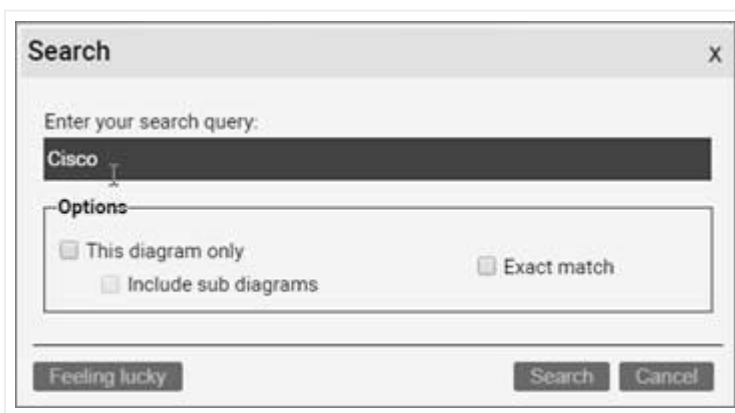 Search X
Enter your search query:
Cisco
Options
This diagram only
Exact match
Include sub diagrams
Feeling lucky Search Cancel